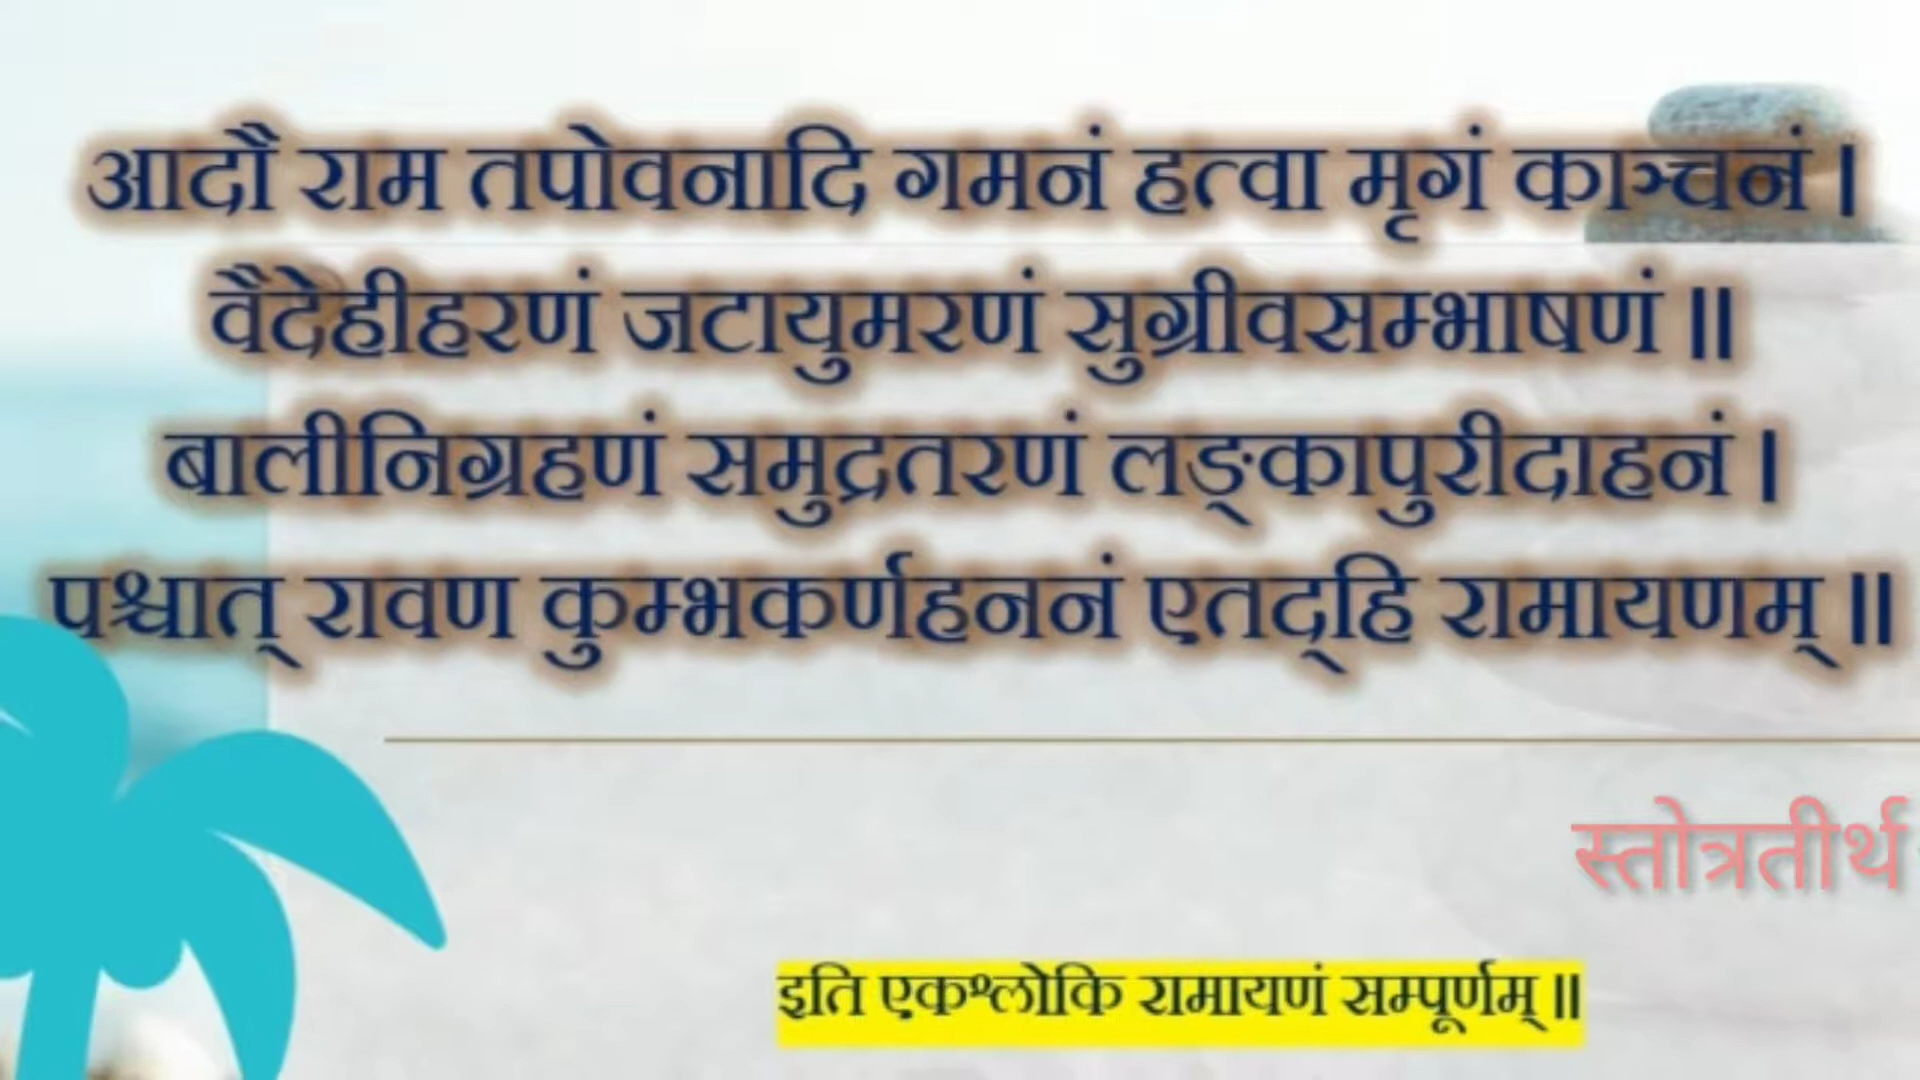 आदौ राम तपोवनादि गमनं हत्वा मृगं काञ्चनं ।
वैदेहीहरणं जटायुमरणं सुग्रीवसम्भाषणं ॥
बालीनिग्रहणं समुद्रतरणं लङ्कापुरीदाहनं ।
पश्चात् रावण कुम्भकर्णहननं एतद्‌हि रामायणम् ॥
स्तोत्रतीर्थ
इति एकश्लोकि रामायणं सम्पूर्णम् ॥